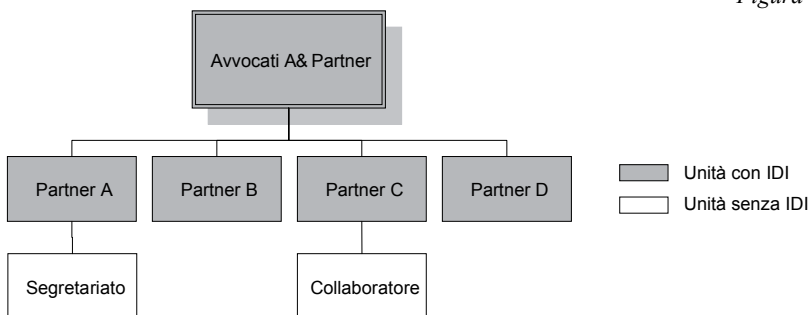 Figura
Avvocati A& Partner
Partner A
Partner B
Partner C
Partner D
Unità con IDI
Unità senza IDI
Segretariato
Collaboratore